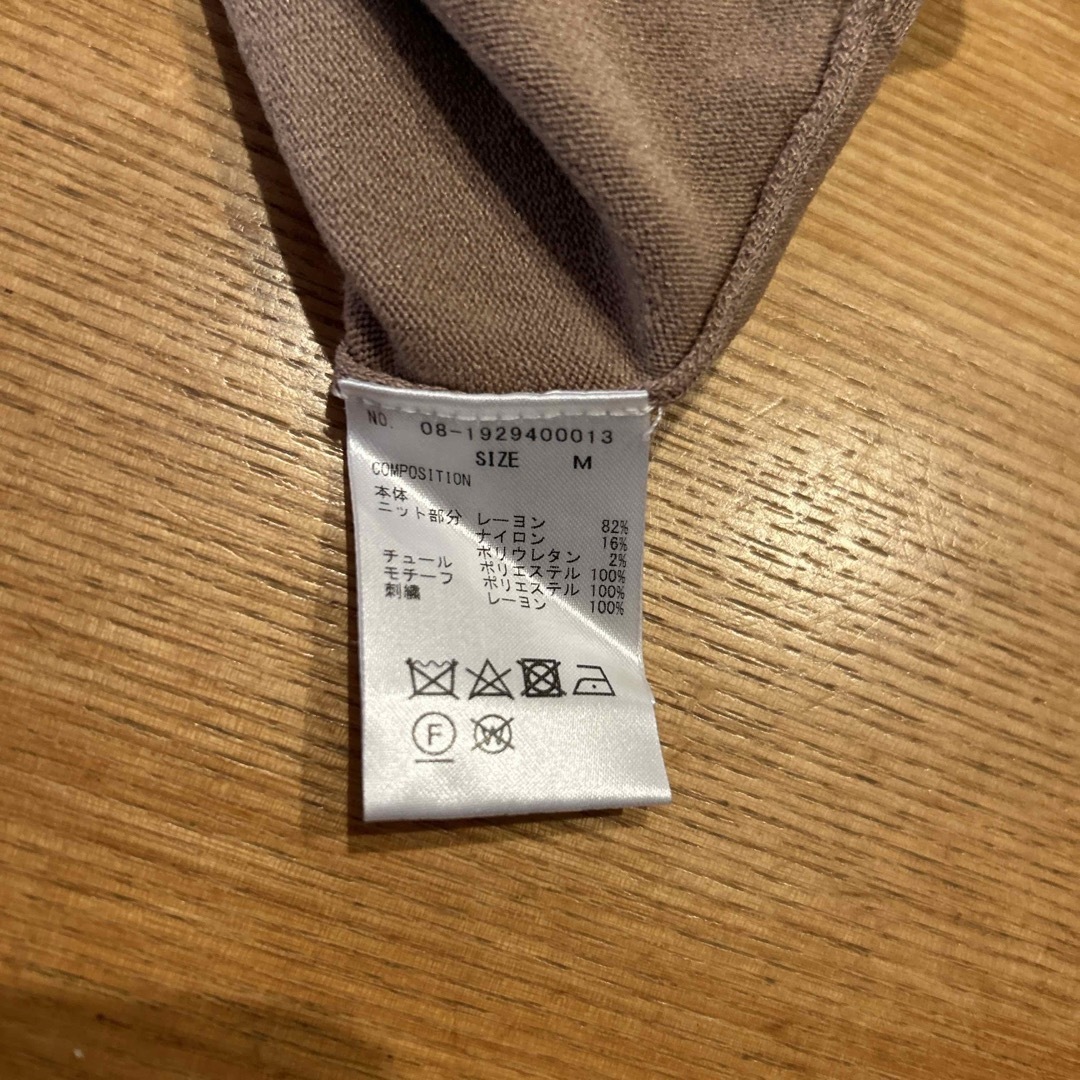 NO. 08-1929400013
SIZE M
COMPOSITION
本体
ニット部分 レーヨン 82%
ナイロン 16%
ポリウレタン 2%
チュール ポリエステル 100%
モチーフ ポリエステル 100%
刺繍 レーヨン 100%
F W